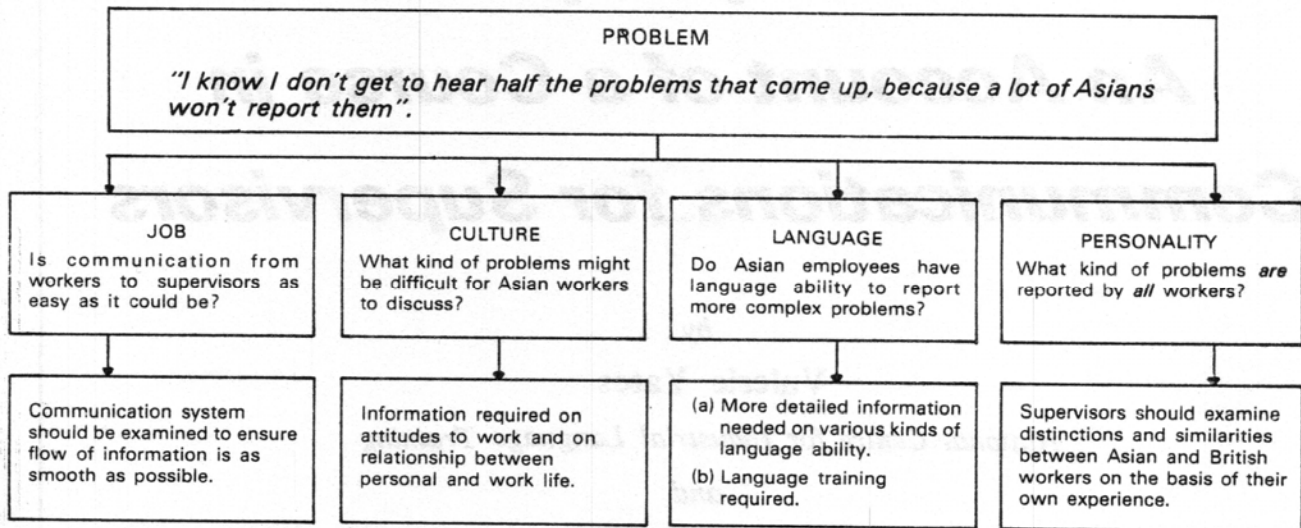 PROBLEM
"I know I don't get to hear half the problems that come up, because a lot of Asians
won't report them".
JOB
Is communication from
workers to supervisors as
easy as it could be?
CULTURE
What kind of problems might
be difficult for Asian workers
to discuss?
LANGUAGE
Do Asian employees have
language ability to report
more complex problems?
PERSONALITY
What kind of problems are
reported by all workers?
Communication system
should be examined to ensure
flow of information is as
smooth as possible.
Information required on
attitudes to work and on
relationship between
personal and work life.
(a) More detailed information
needed on various kinds of
language ability.
(b) Language training
required.
Supervisors should examine
distinctions and similarities
between Asian and British
workers on the basis of their
own experience.